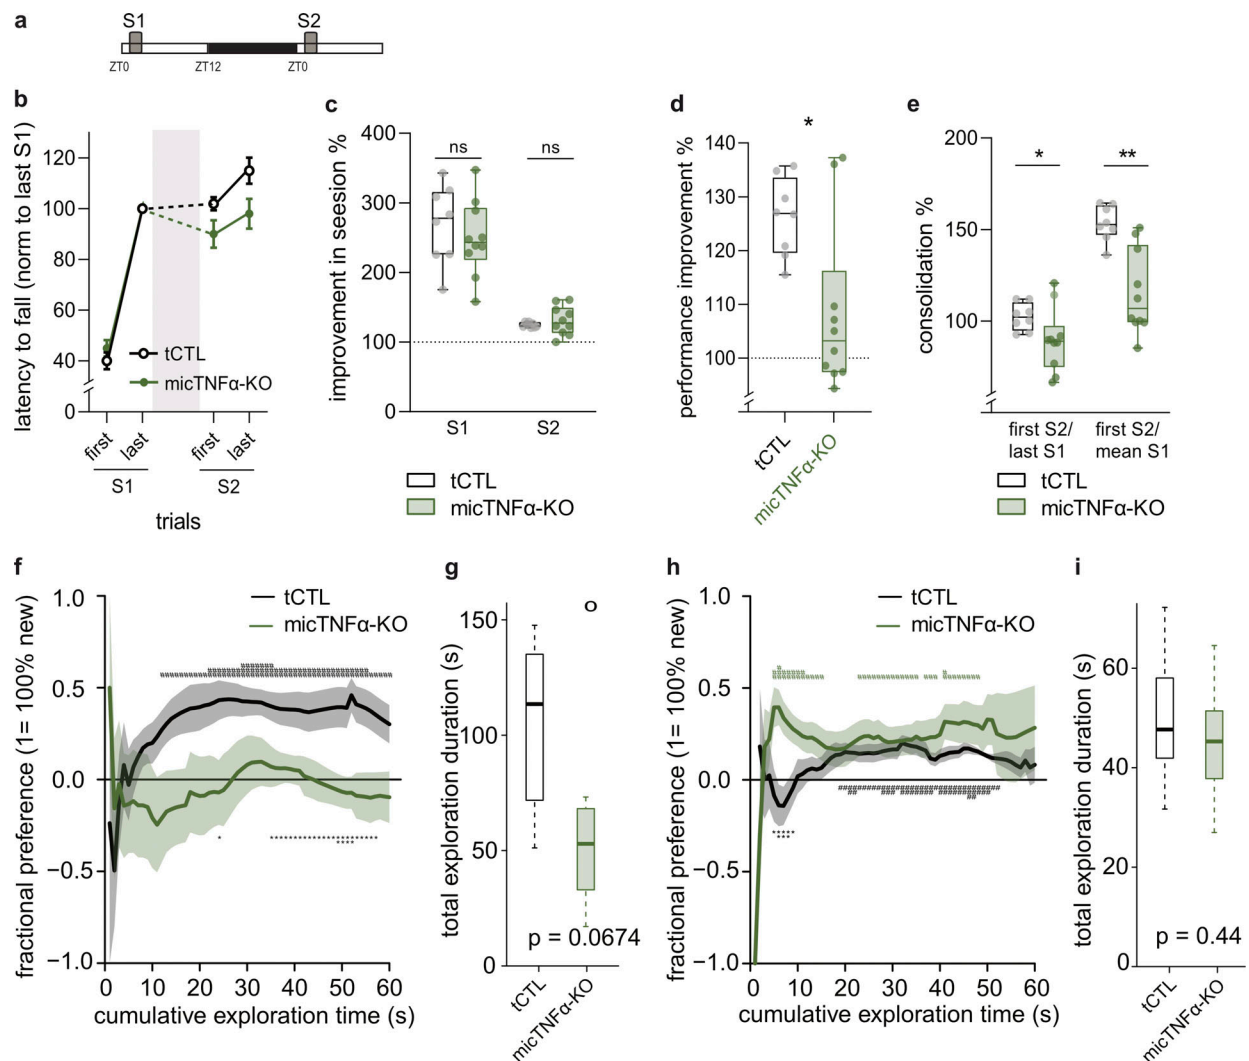 a
S1
S2
ZT0
ZT12
ZT0
b
latency to fall (norm to last S1)
120
100
80
60
40
0
tCTL
micTNFα-KO
first
last
first
last
S1
S2
trials
c
improvement in seesion %
400
300
200
100
0
ns
ns
S1
S2
tCTL
micTNFα-KO
d
performance improvement %
140
130
120
110
100
90
*
tCTL
micTNFα-KO
e
consolidation %
200
150
100
*
**
first S2/
last S1
first S2/
mean S1
tCTL
micTNFα-KO
f
fractional preference (1= 100% new)
1.0
0.5
0.0
−0.5
−1.0
tCTL
micTNFα-KO
0 10 20 30 40 50 60
cumulative exploration time (s)
g
total exploration duration (s)
150
100
50
0
p = 0.0674
tCTL
micTNFα-KO
h
fractional preference (1= 100% new)
1.0
0.5
0.0
−0.5
−1.0
tCTL
micTNFα-KO
0 10 20 30 40 50 60
cumulative exploration time (s)
i
total exploration duration (s)
60
40
20
0
p = 0.44
tCTL
micTNFα-KO